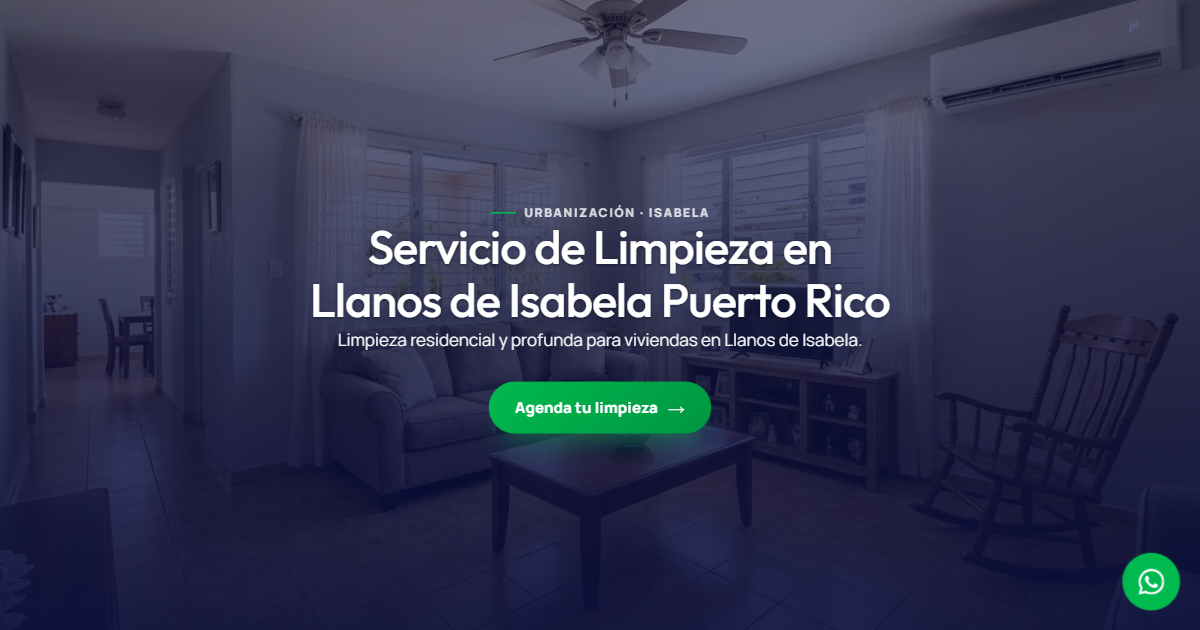 URBANIZACIÓN · ISABELA
Servicio de Limpieza en
Llanos de Isabela Puerto Rico
Limpieza residencial y profunda para viviendas en Llanos de Isabela.
Agenda tu limpieza →